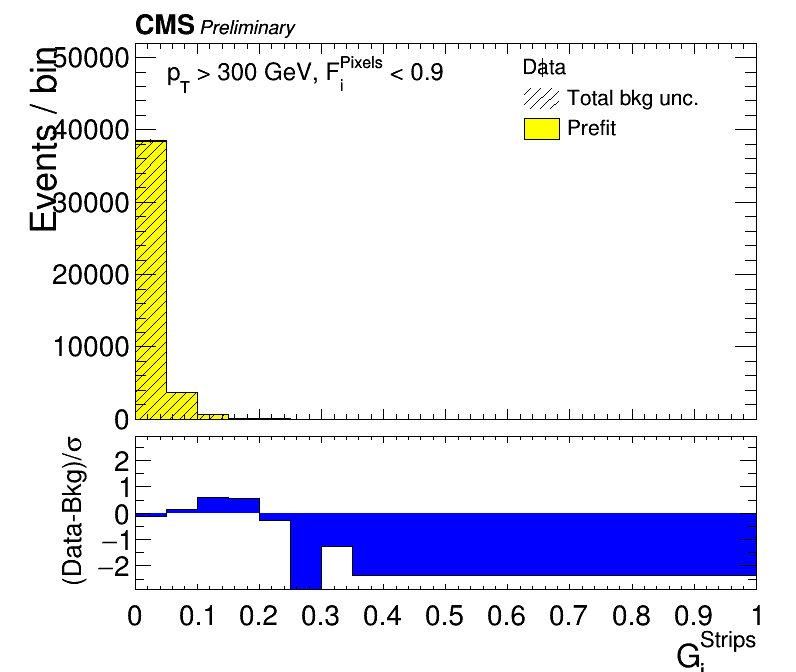 CMS Preliminary
Events / bin
50000
40000
30000
20000
10000
0
p_T > 300 GeV, F_i^Pixels < 0.9
Data
Total bkg unc.
Prefit
(Data-Bkg)/σ
2
1
0
−1
−2
0 0.1 0.2 0.3 0.4 0.5 0.6 0.7 0.8 0.9 1
G_i^Strips